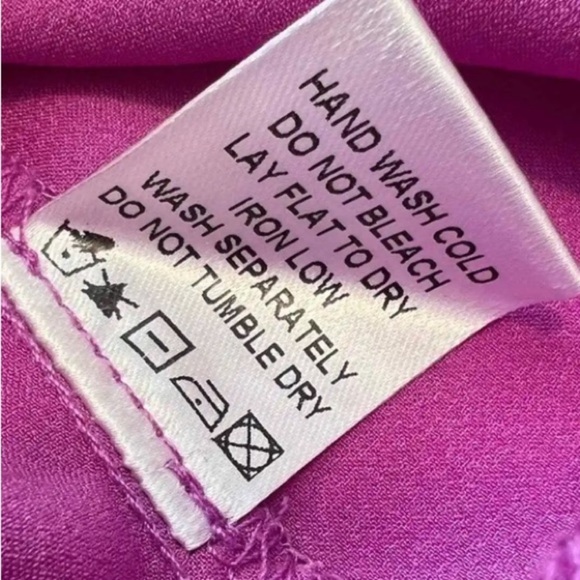 HAND WASH COLD
DO NOT BLEACH
LAY FLAT TO DRY
IRON LOW
WASH SEPARATELY
DO NOT TUMBLE DRY